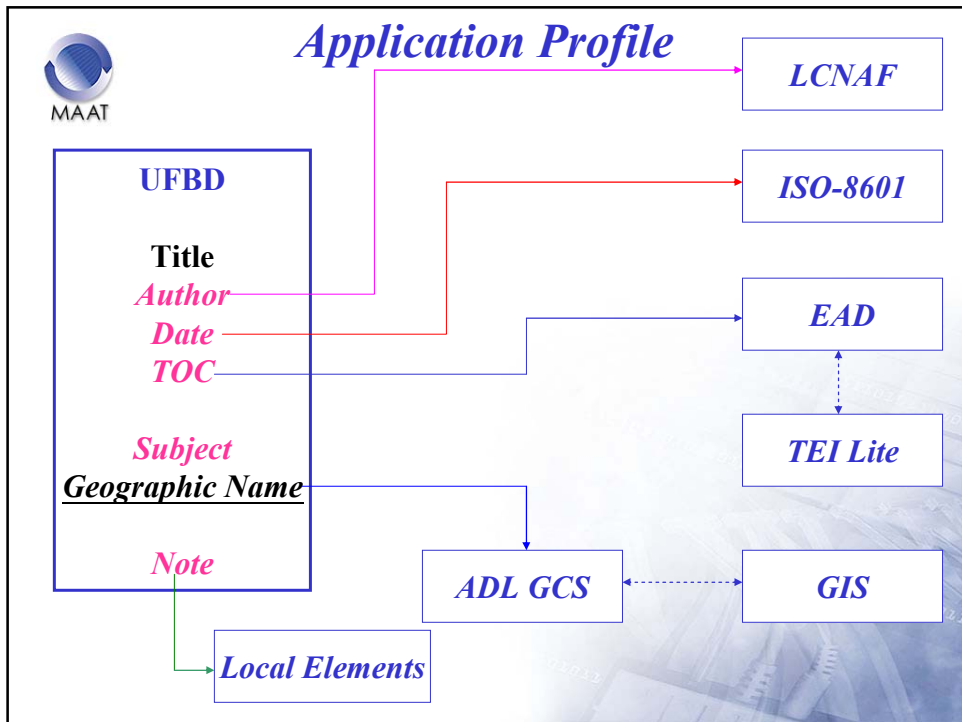 Application Profile
MAAT
LCNAF
UFBD
ISO-8601
Title
Author
Date
TOC
EAD
Subject
Geographic Name
TEI Lite
Note
ADL GCS
GIS
Local Elements